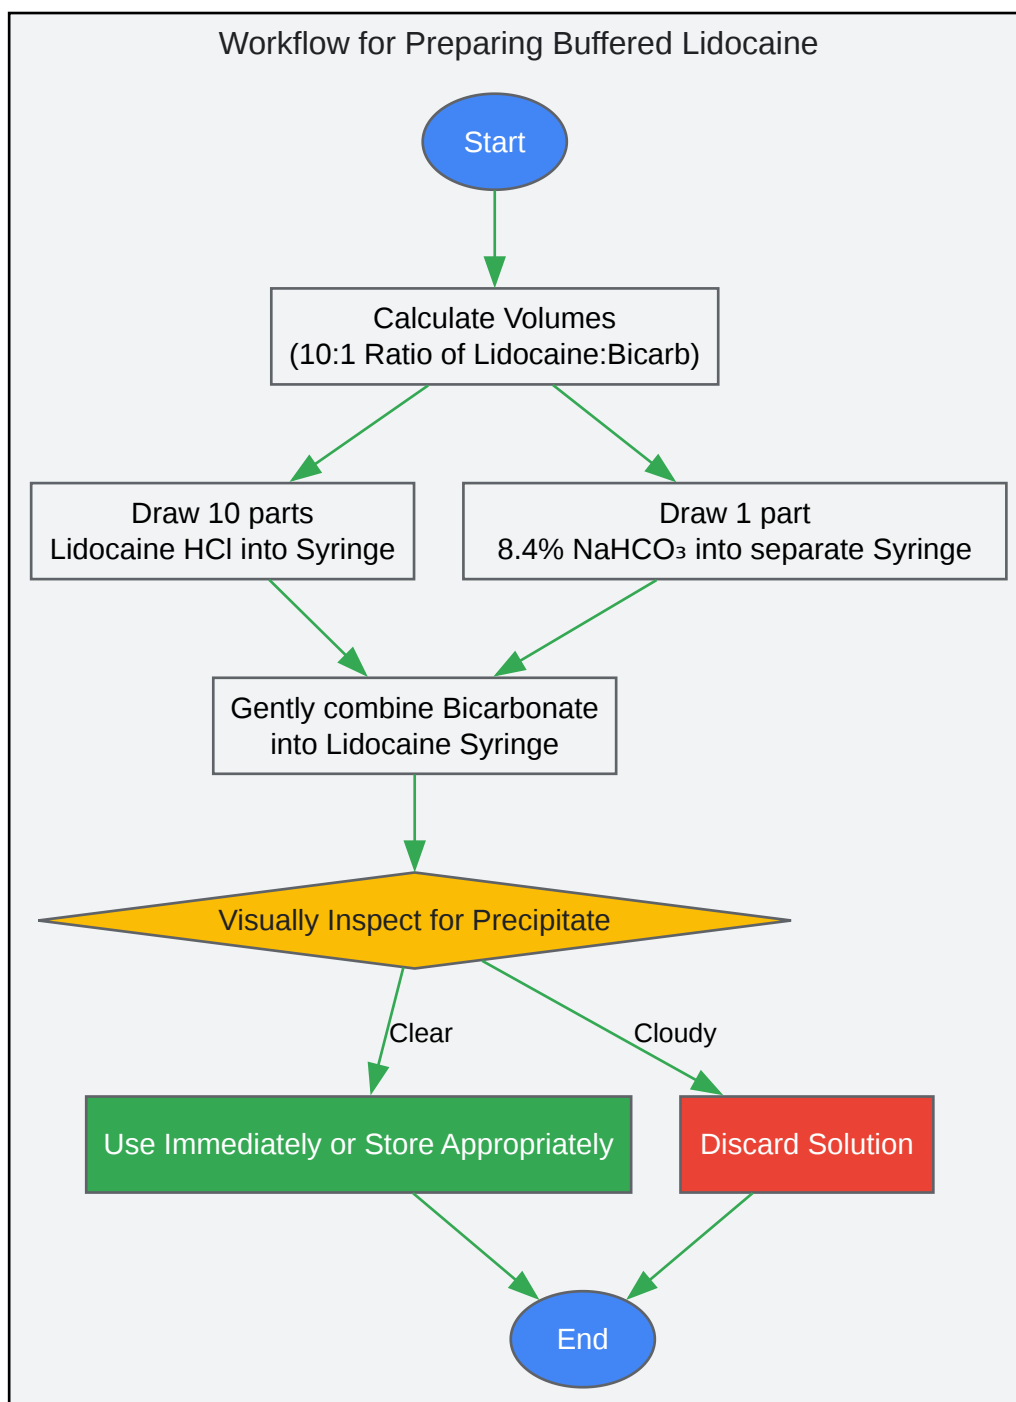 Workflow for Preparing Buffered Lidocaine
Start
Calculate Volumes
(10:1 Ratio of Lidocaine:Bicarb)
Draw 10 parts
Lidocaine HCl into Syringe
Draw 1 part
8.4% NaHCO₃ into separate Syringe
Gently combine Bicarbonate
into Lidocaine Syringe
Visually Inspect for Precipitate
Clear
Cloudy
Use Immediately or Store Appropriately
Discard Solution
End